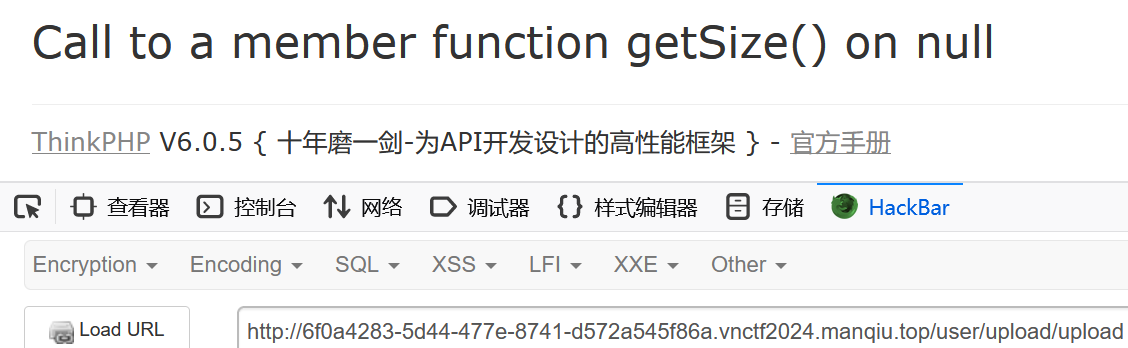 Call to a member function getSize() on null
ThinkPHP V6.0.5 { 十年磨一剑-为API开发设计的高性能框架 } - 官方手册
查看器 控制台 网络 调试器 样式编辑器 存储 HackBar
Encryption Encoding SQL XSS LFI XXE Other
Load URL http://6f0a4283-5d44-477e-8741-d572a545f86a.vnctf2024.manqiu.top/user/upload/upload